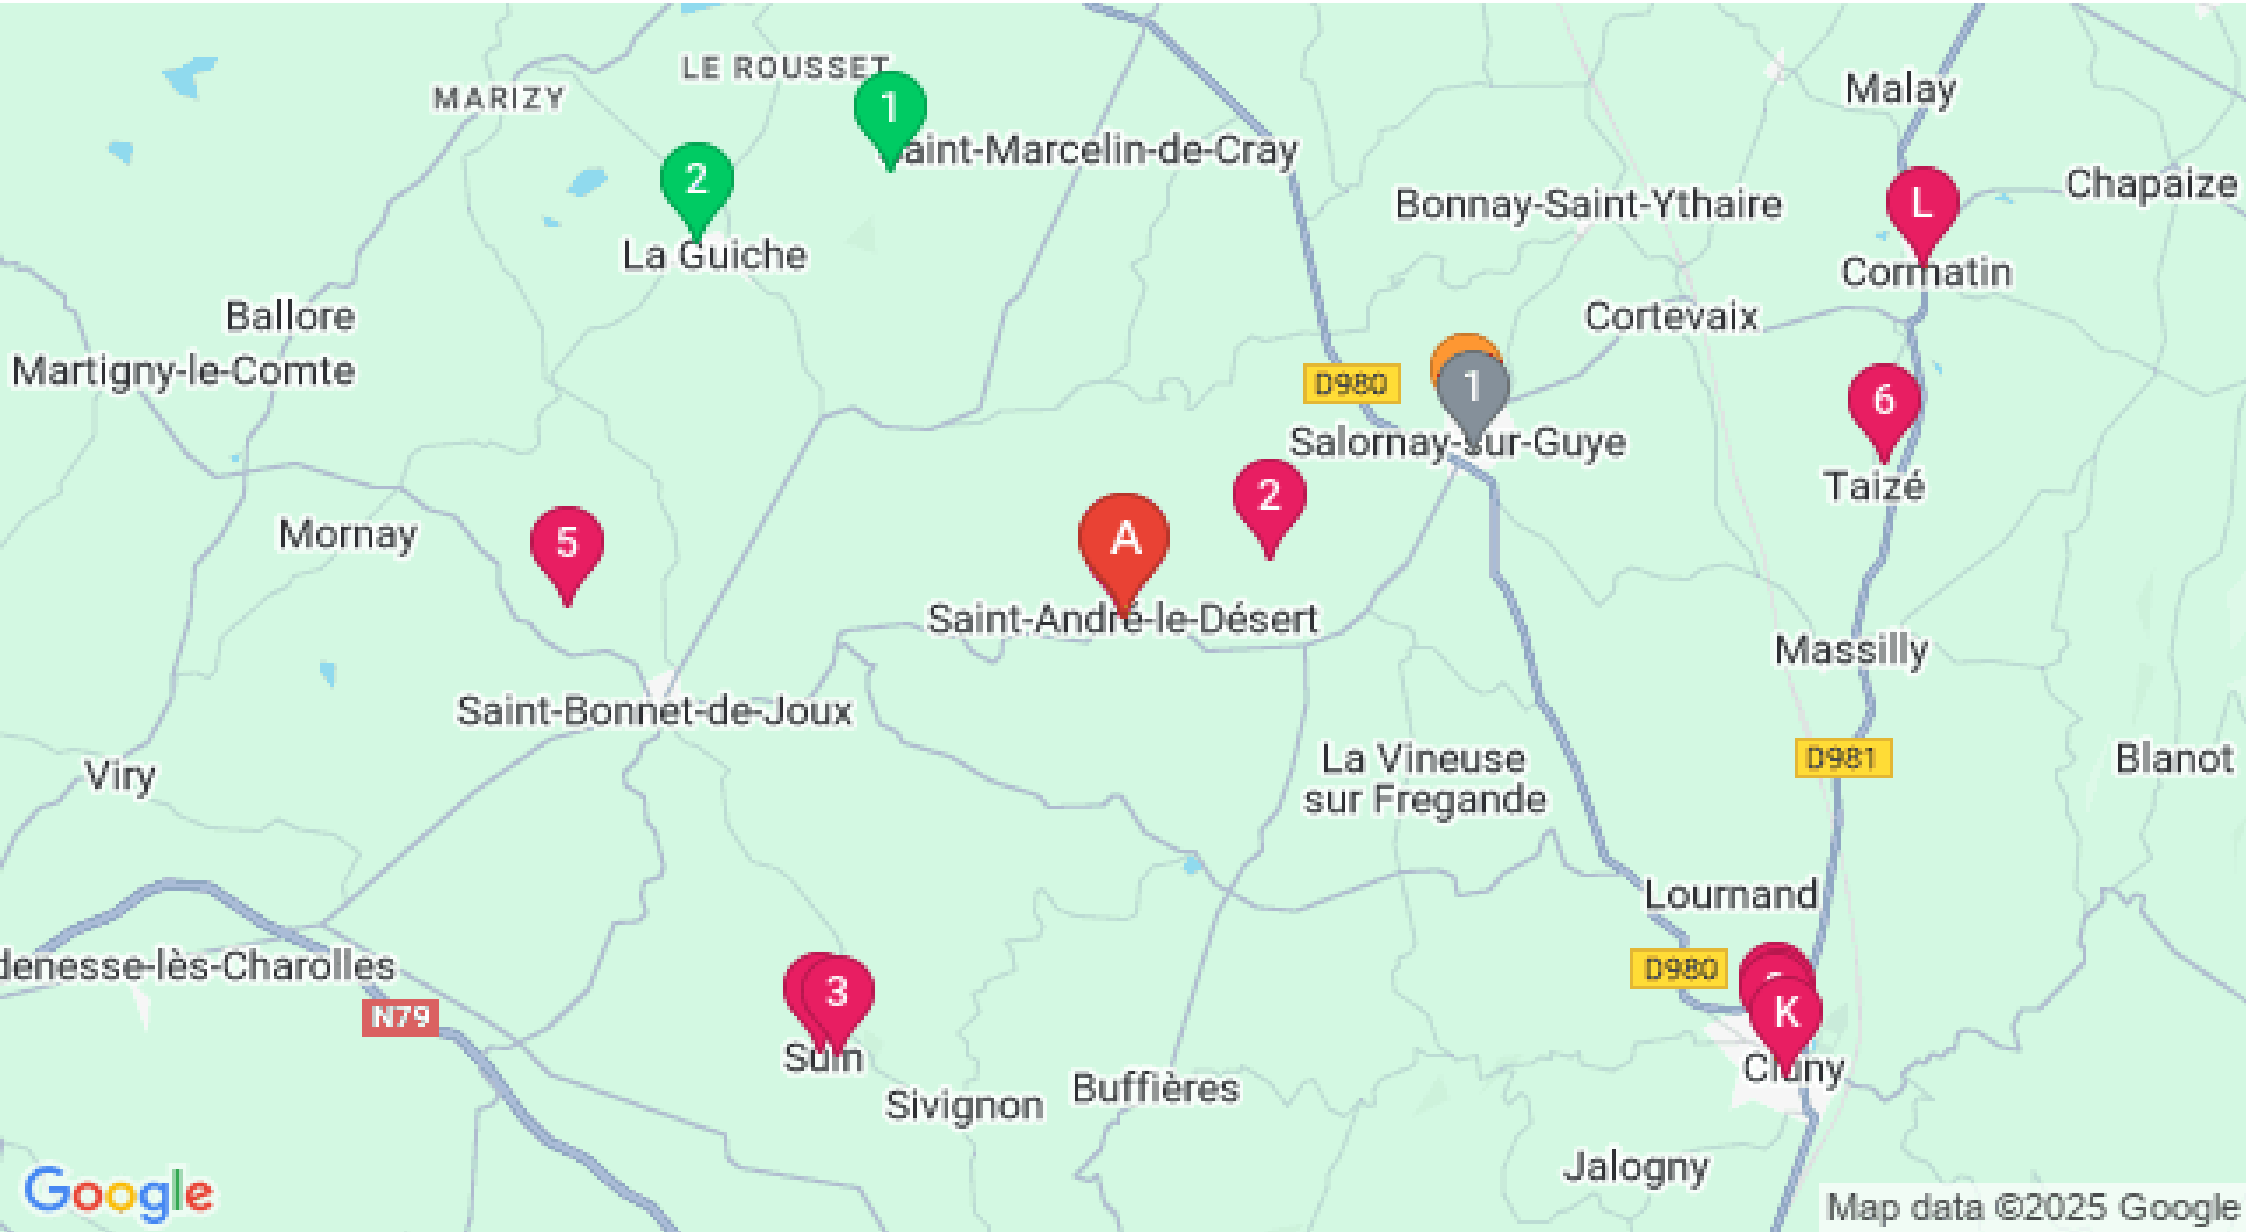 LE ROUSSET
MARIZY
Malay
1
aint-Marcelin-de-Cray
2
Chapaize
L
Bonnay-Saint-Ythaire
La Guiche
Cormatin
Ballore
Cortevaix
Martigny-le-Comte
D980
1
6
Salornay-sur-Guye
Taizé
2
Mornay
5
A
Saint-André-le-Désert
Massilly
Saint-Bonnet-de-Joux
La Vineuse
sur Fregande
D981
Blanot
Viry
Lournand
denesse-lès-Charolles
D980
3
N79
K
Suin
Cluny
Buffières
Sivignon
Jalogny
Google
Map data ©2025 Google